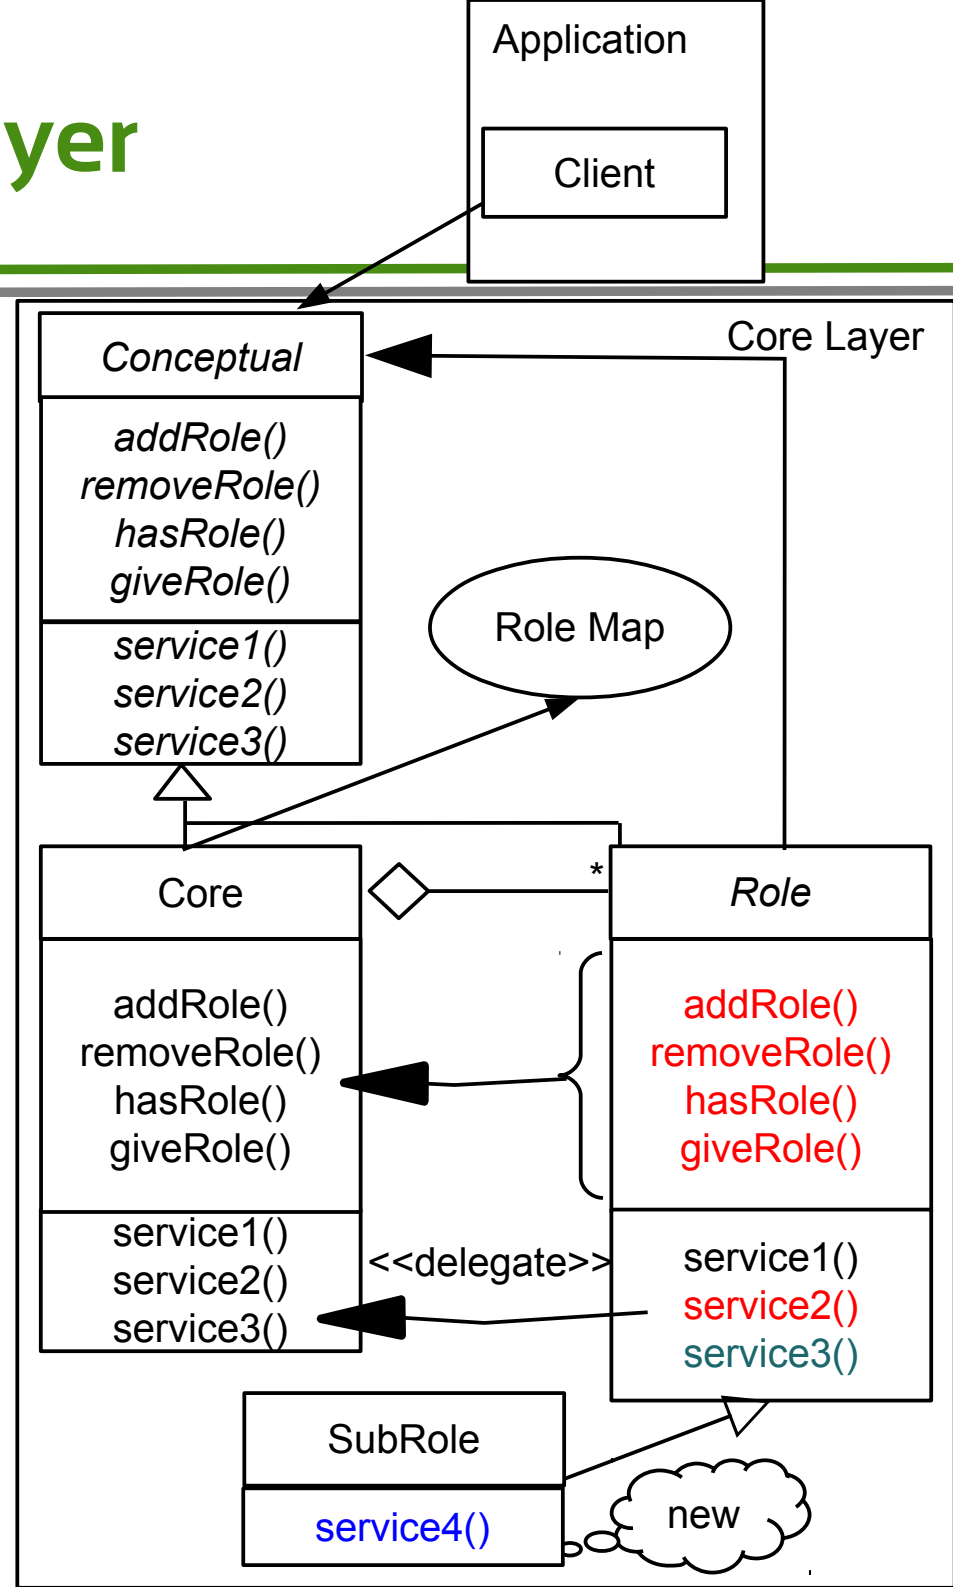 Application
yer
Client
Core Layer
Conceptual
addRole()
removeRole()
hasRole()
giveRole()
service1()
service2()
service3()
Role Map
Core
*
Role
addRole()
removeRole()
hasRole()
giveRole()
addRole()
removeRole()
hasRole()
giveRole()
service1()
service2()
service3()
<<delegate>>
service1()
service2()
service3()
SubRole
service4()
new